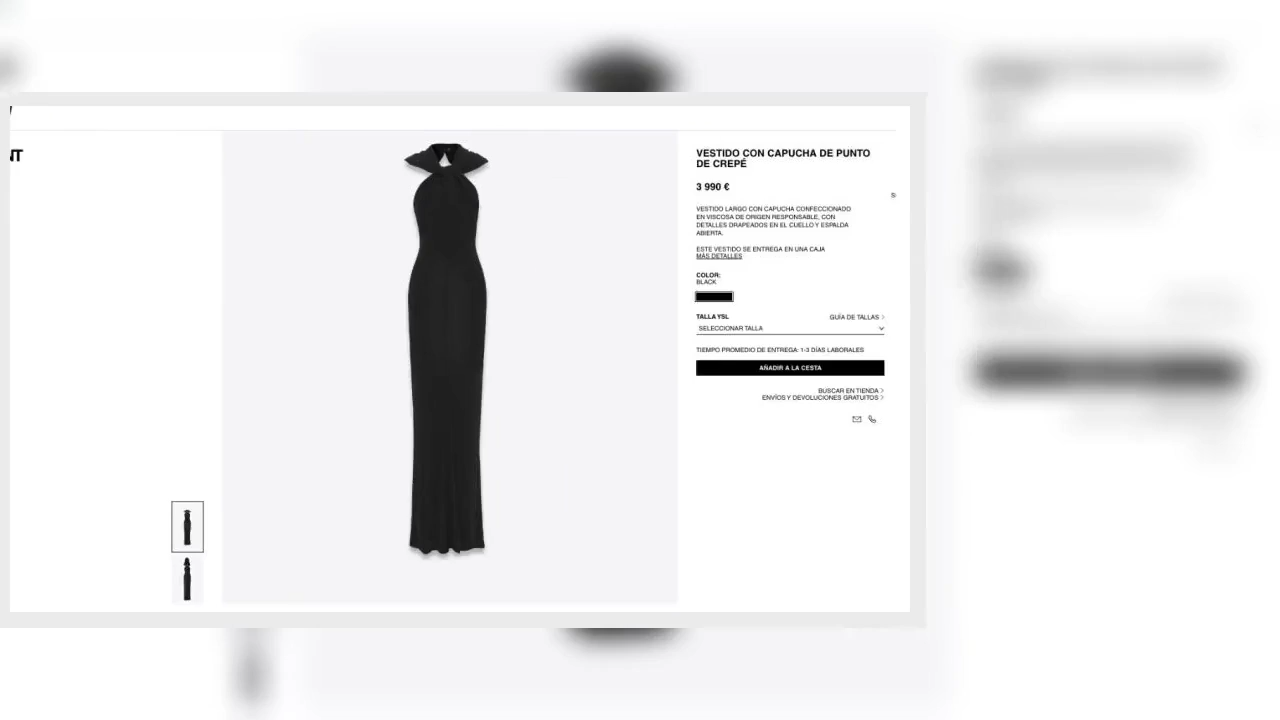 NT
VESTIDO CON CAPUCHA DE PUNTO
DE CREPÉ
3 990 €
VESTIDO LARGO CON CAPUCHA CONFECCIONADO
EN VISCOSA DE ORIGEN RESPONSABLE, CON
DETALLES DRAPEADOS EN EL CUELLO Y ESPALDA
ABIERTA.
ESTE VESTIDO SE ENTREGA EN UNA CAJA
MÁS DETALLES
COLOR:
BLACK
TALLA YSL GUÍA DE TALLAS
SELECCIONAR TALLA
TIEMPO PROMEDIO DE ENTREGA: 1-3 DÍAS LABORALES
AÑADIR A LA CESTA
BUSCAR EN TIENDA
ENVÍOS Y DEVOLUCIONES GRATUITOS